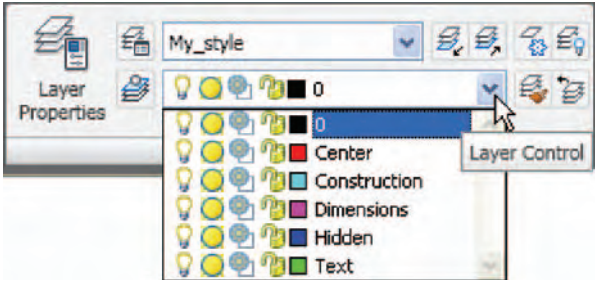 My_style
Layer
Properties
0
0
Center
Layer Control
Construction
Dimensions
Hidden
Text